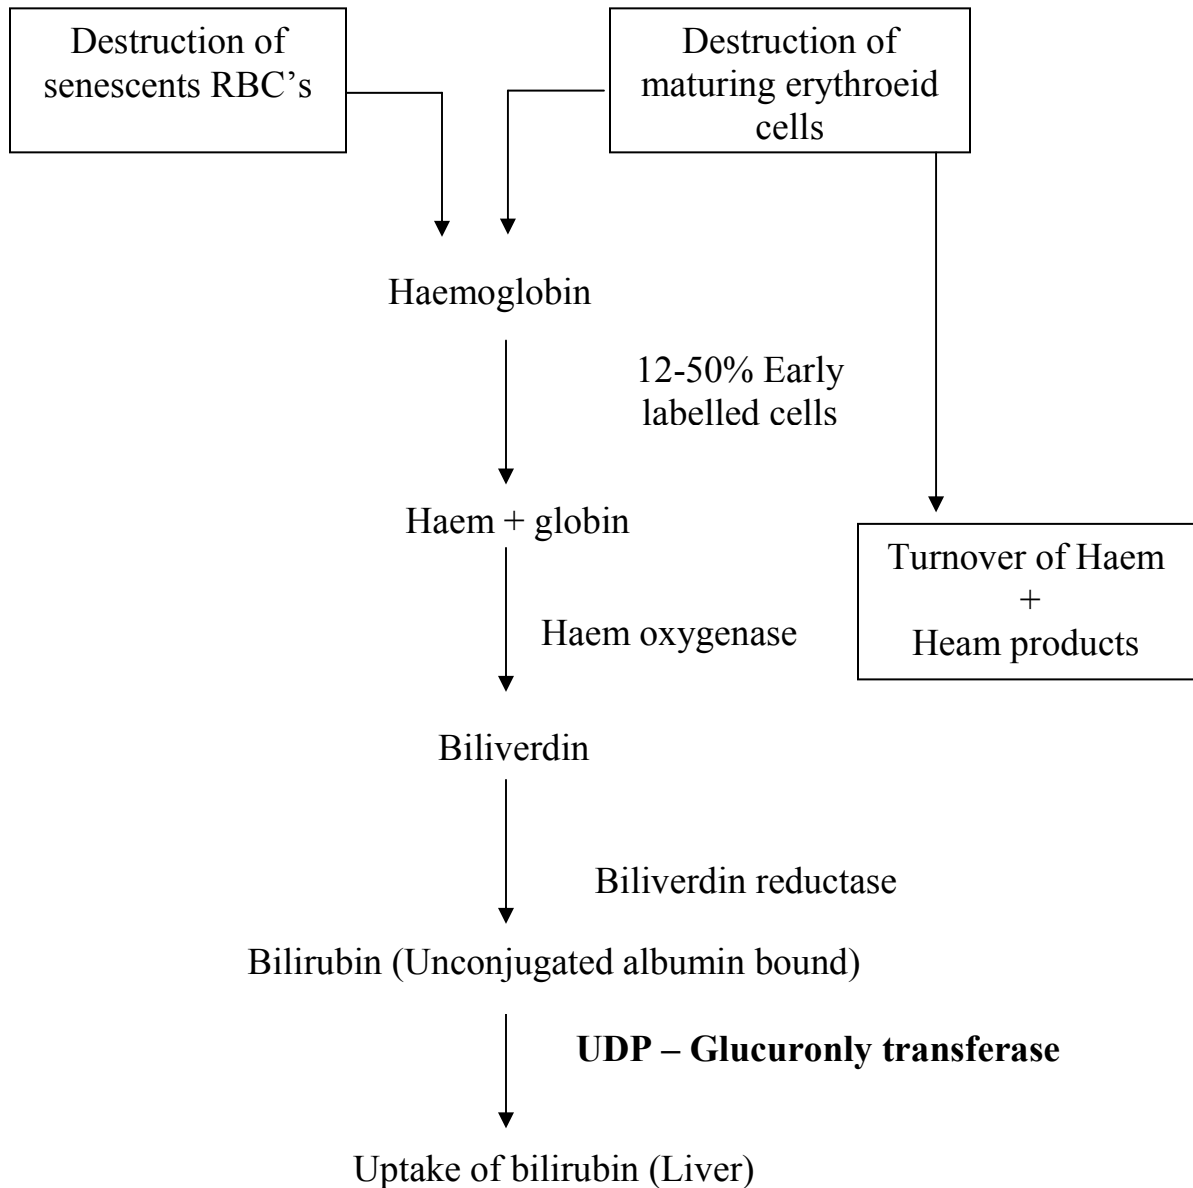 Destruction of
senescents RBC’s
Destruction of
maturing erythroeid
cells
Haemoglobin
12-50% Early
labelled cells
Haem + globin
Turnover of Haem
+
Heam products
Haem oxygenase
Biliverdin
Biliverdin reductase
Bilirubin (Unconjugated albumin bound)
UDP – Glucuronly transferase
Uptake of bilirubin (Liver)